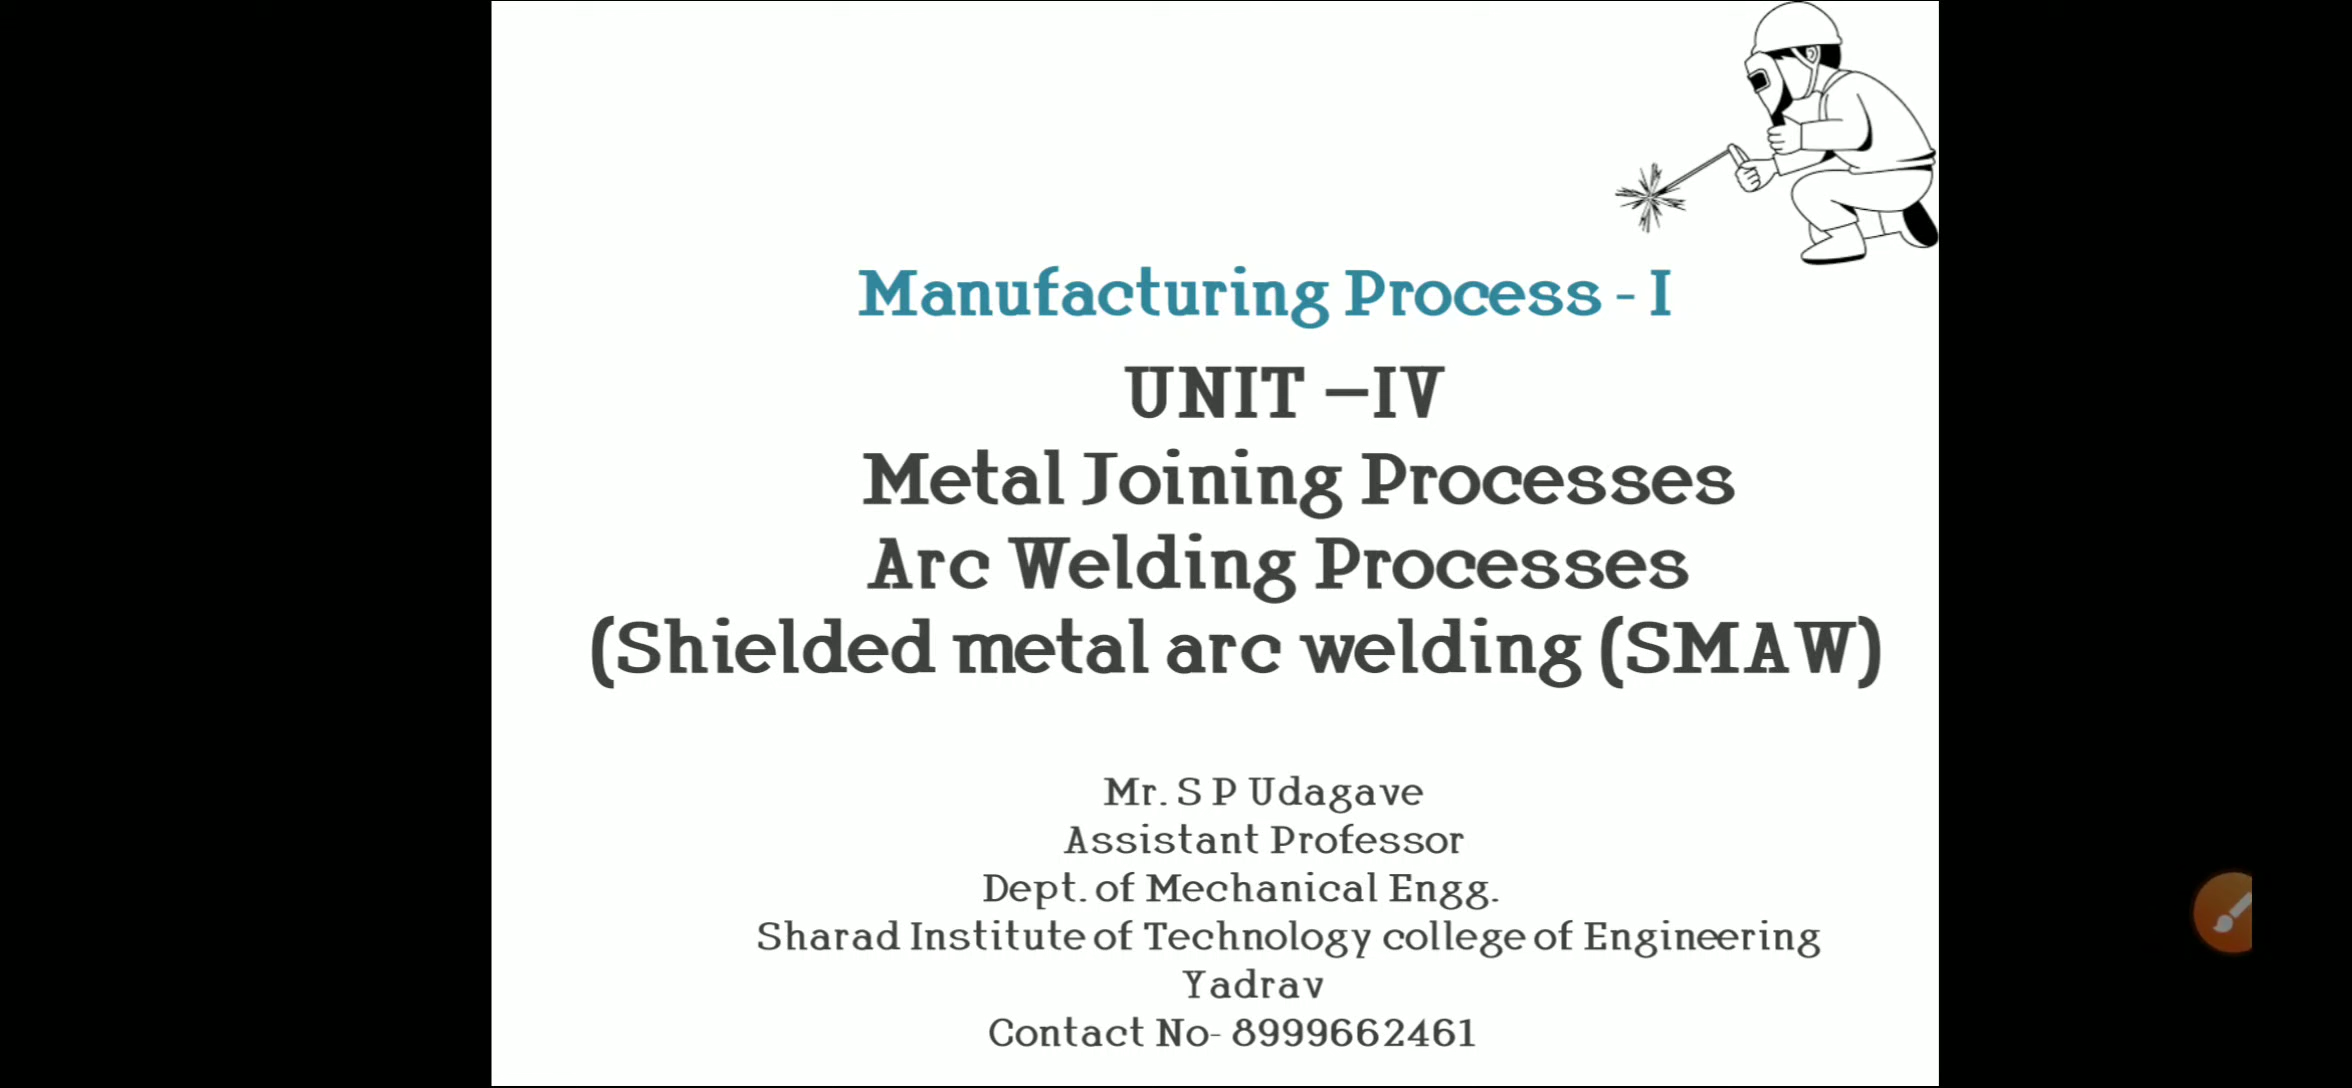 Manufacturing Process - I
UNIT –IV
Metal Joining Processes
Arc Welding Processes
(Shielded metal arc welding (SMAW)
Mr. S P Udagave
Assistant Professor
Dept. of Mechanical Engg.
Sharad Institute of Technology college of Engineering
Yadrav
Contact No- 8999662461